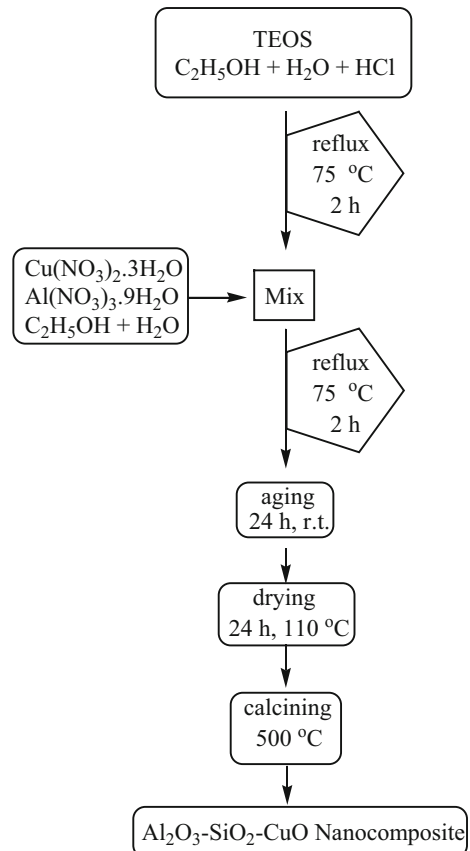 TEOS
C₂H₅OH + H₂O + HCl
reflux
75 °C
2 h
Cu(NO₃)₂.3H₂O
Al(NO₃)₃.9H₂O
C₂H₅OH + H₂O
Mix
reflux
75 °C
2 h
aging
24 h, r.t.
drying
24 h, 110 °C
calcining
500 °C
Al₂O₃-SiO₂-CuO Nanocomposite